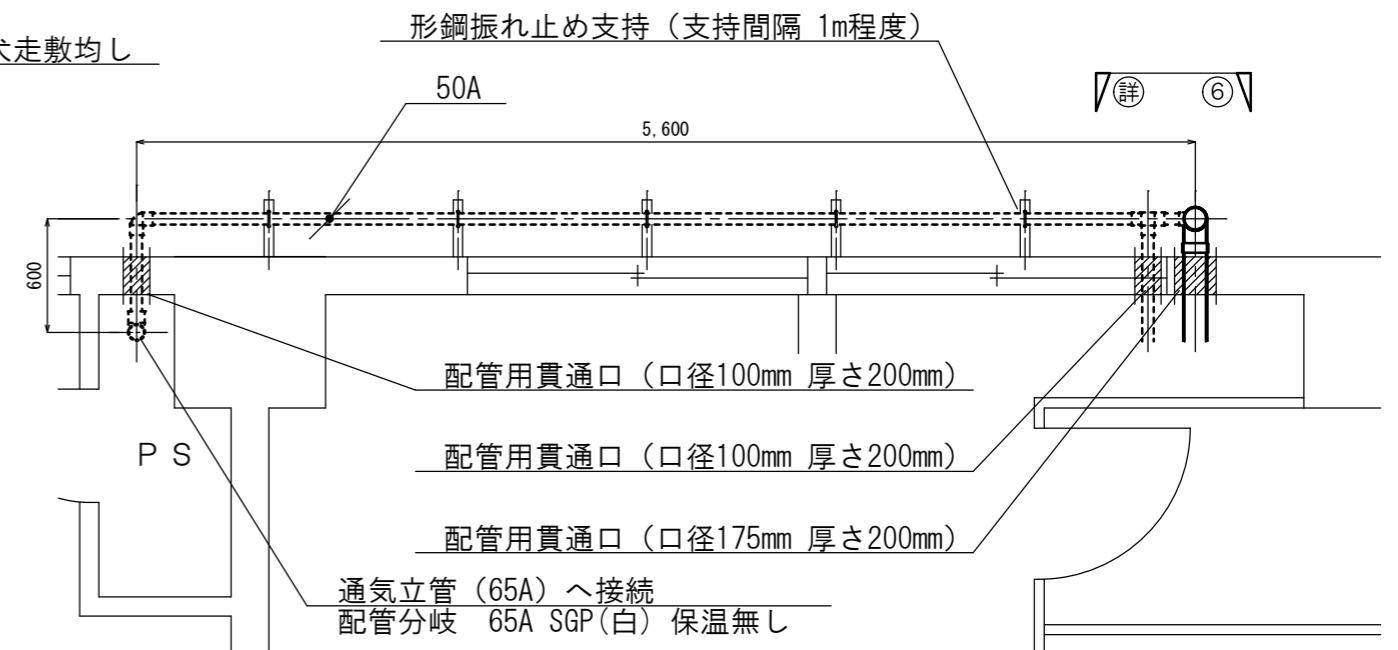 形鋼振れ止め支持（支持間隔 1m程度）
走敷均し
50A
詳 ⑥
5,600
600
配管用貫通口（口径100mm 厚さ200mm）
PS
配管用貫通口（口径100mm 厚さ200mm）
配管用貫通口（口径175mm 厚さ200mm）
通気立管（65A）へ接続
配管分岐 65A SGP(白) 保温無し